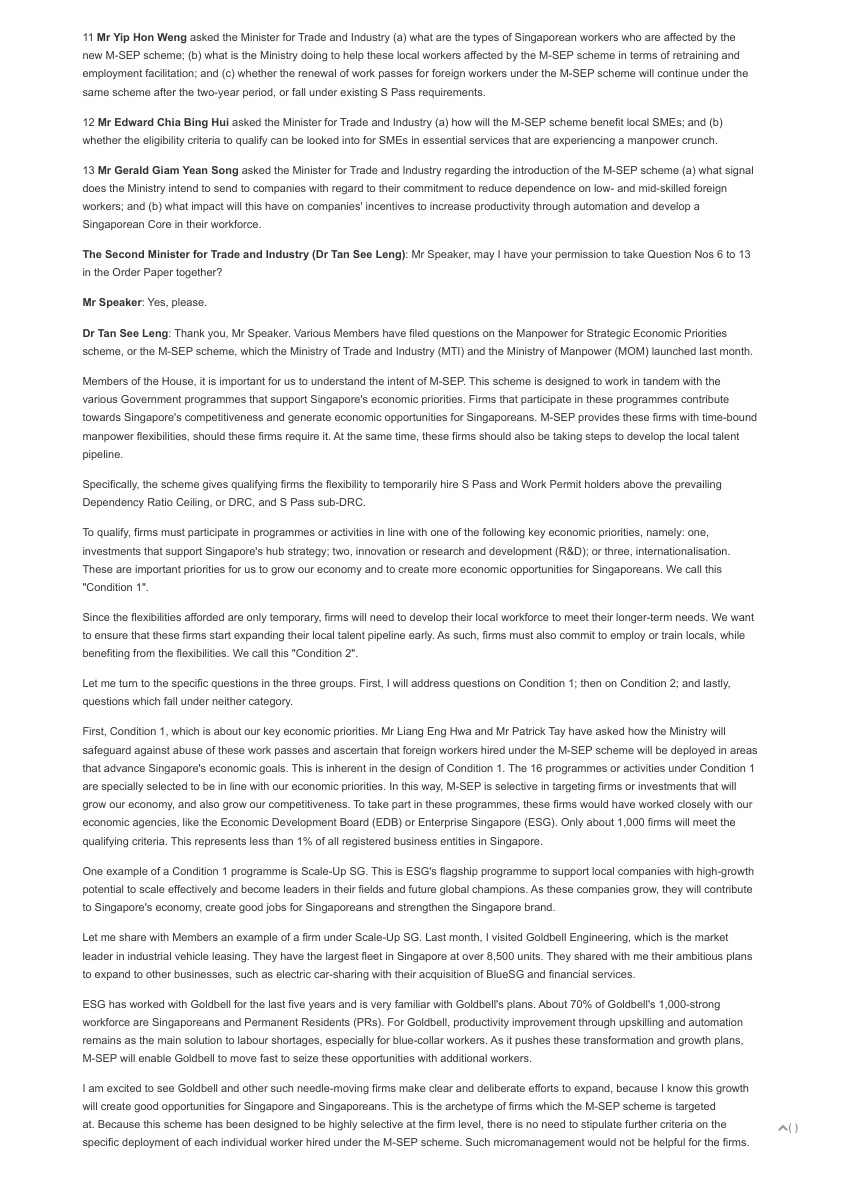 11 Mr Yip Hon Weng asked the Minister for Trade and Industry (a) what are the types of Singaporean workers who are affected by the
new M-SEP scheme; (b) what is the Ministry doing to help these local workers affected by the M-SEP scheme in terms of retraining and
employment facilitation; and (c) whether the renewal of work passes for foreign workers under the M-SEP scheme will continue under the
same scheme after the two-year period, or fall under existing S Pass requirements.
12 Mr Edward Chia Bing Hui asked the Minister for Trade and Industry (a) how will the M-SEP scheme benefit local SMEs; and (b)
whether the eligibility criteria to qualify can be looked into for SMEs in essential services that are experiencing a manpower crunch.
13 Mr Gerald Giam Yean Song asked the Minister for Trade and Industry regarding the introduction of the M-SEP scheme (a) what signal
does the Ministry intend to send to companies with regard to their commitment to reduce dependence on low- and mid-skilled foreign
workers; and (b) what impact will this have on companies' incentives to increase productivity through automation and develop a
Singaporean Core in their workforce.
The Second Minister for Trade and Industry (Dr Tan See Leng): Mr Speaker, may I have your permission to take Question Nos 6 to 13
in the Order Paper together?
Mr Speaker: Yes, please.
Dr Tan See Leng: Thank you, Mr Speaker. Various Members have filed questions on the Manpower for Strategic Economic Priorities
scheme, or the M-SEP scheme, which the Ministry of Trade and Industry (MTI) and the Ministry of Manpower (MOM) launched last month.
Members of the House, it is important for us to understand the intent of M-SEP. This scheme is designed to work in tandem with the
various Government programmes that support Singapore's economic priorities. Firms that participate in these programmes contribute
towards Singapore's competitiveness and generate economic opportunities for Singaporeans. M-SEP provides these firms with time-bound
manpower flexibilities, should these firms require it. At the same time, these firms should also be taking steps to develop the local talent
pipeline.
Specifically, the scheme gives qualifying firms the flexibility to temporarily hire S Pass and Work Permit holders above the prevailing
Dependency Ratio Ceiling, or DRC, and S Pass sub-DRC.
To qualify, firms must participate in programmes or activities in line with one of the following key economic priorities, namely: one,
investments that support Singapore's hub strategy; two, innovation or research and development (R&D); or three, internationalisation.
These are important priorities for us to grow our economy and to create more economic opportunities for Singaporeans. We call this
"Condition 1".
Since the flexibilities afforded are only temporary, firms will need to develop their local workforce to meet their longer-term needs. We want
to ensure that these firms start expanding their local talent pipeline early. As such, firms must also commit to employ or train locals, while
benefiting from the flexibilities. We call this "Condition 2".
Let me turn to the specific questions in the three groups. First, I will address questions on Condition 1; then on Condition 2; and lastly,
questions which fall under neither category.
First, Condition 1, which is about our key economic priorities. Mr Liang Eng Hwa and Mr Patrick Tay have asked how the Ministry will
safeguard against abuse of these work passes and ascertain that foreign workers hired under the M-SEP scheme will be deployed in areas
that advance Singapore's economic goals. This is inherent in the design of Condition 1. The 16 programmes or activities under Condition 1
are specially selected to be in line with our economic priorities. In this way, M-SEP is selective in targeting firms or investments that will
grow our economy, and also grow our competitiveness. To take part in these programmes, these firms would have worked closely with our
economic agencies, like the Economic Development Board (EDB) or Enterprise Singapore (ESG). Only about 1,000 firms will meet the
qualifying criteria. This represents less than 1% of all registered business entities in Singapore.
One example of a Condition 1 programme is Scale-Up SG. This is ESG's flagship programme to support local companies with high-growth
potential to scale effectively and become leaders in their fields and future global champions. As these companies grow, they will contribute
to Singapore's economy, create good jobs for Singaporeans and strengthen the Singapore brand.
Let me share with Members an example of a firm under Scale-Up SG. Last month, I visited Goldbell Engineering, which is the market
leader in industrial vehicle leasing. They have the largest fleet in Singapore at over 8,500 units. They shared with me their ambitious plans
to expand to other businesses, such as electric car-sharing with their acquisition of BlueSG and financial services.
ESG has worked with Goldbell for the last five years and is very familiar with Goldbell's plans. About 70% of Goldbell's 1,000-strong
workforce are Singaporeans and Permanent Residents (PRs). For Goldbell, productivity improvement through upskilling and automation
remains as the main solution to labour shortages, especially for blue-collar workers. As it pushes these transformation and growth plans,
M-SEP will enable Goldbell to move fast to seize these opportunities with additional workers.
I am excited to see Goldbell and other such needle-moving firms make clear and deliberate efforts to expand, because I know this growth
will create good opportunities for Singapore and Singaporeans. This is the archetype of firms which the M-SEP scheme is targeted
at. Because this scheme has been designed to be highly selective at the firm level, there is no need to stipulate further criteria on the
specific deployment of each individual worker hired under the M-SEP scheme. Such micromanagement would not be helpful for the firms.
( )